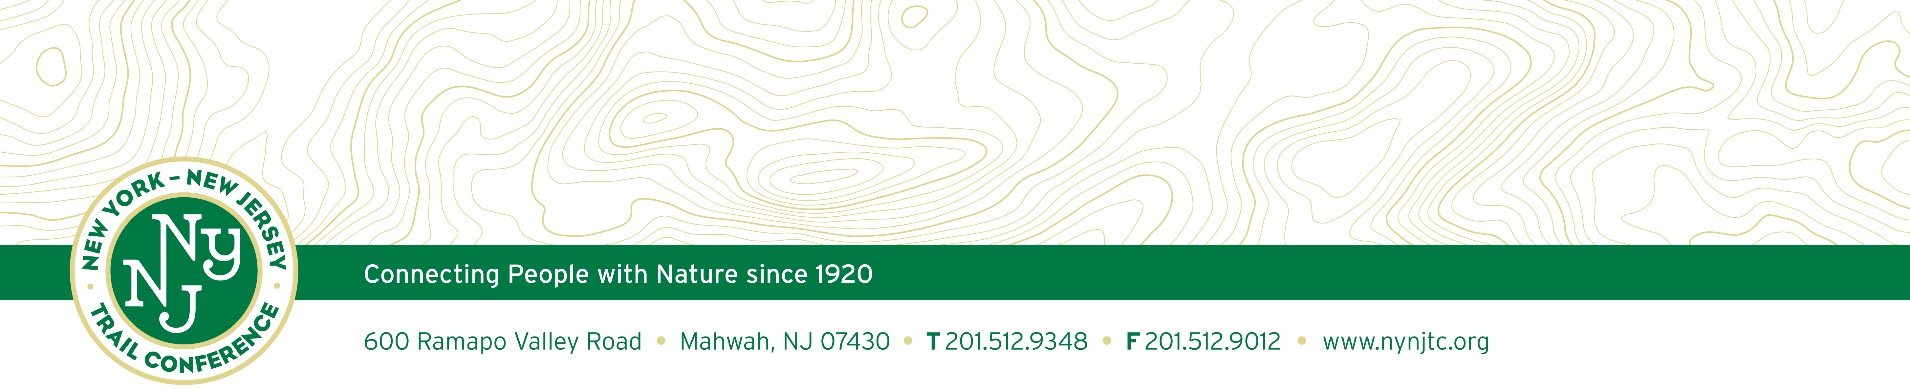 NEW YORK – NEW JERSEY
NY
NJ
TRAIL CONFERENCE
Connecting People with Nature since 1920
600 Ramapo Valley Road • Mahwah, NJ 07430 • T 201.512.9348 • F 201.512.9012 • www.nynjtc.org